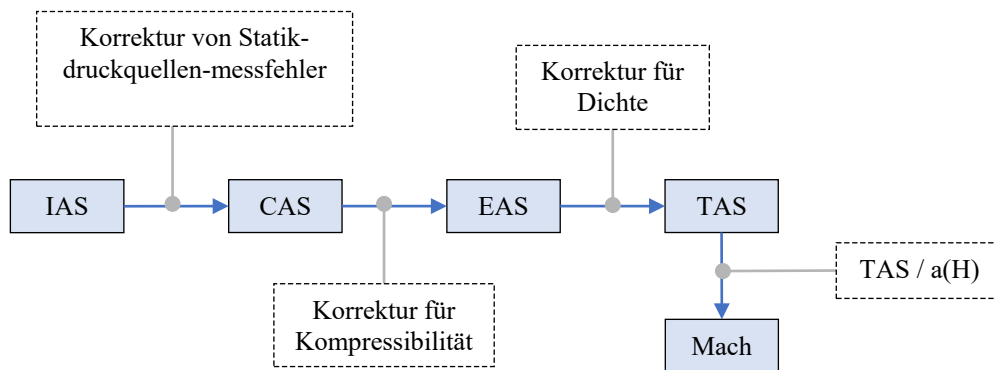 Korrektur von Statik-
druckquellen-messfehler
Korrektur für
Dichte
IAS
CAS
EAS
TAS
TAS / a(H)
Korrektur für
Kompressibilität
Mach